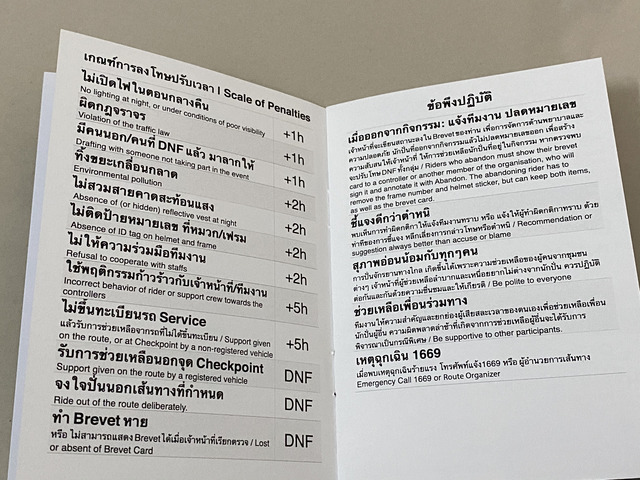 เกณฑ์การลงโทษปรับเวลา | Scale of Penalties
ไม่เปิดไฟในตอนกลางคืน
No lighting at night, or under conditions of poor visibility
+1h
ผิดกฎจราจร
Violation of the traffic law
+1h
มีคนนอก/คนที่ DNF แล้ว มาลากให้
Drafting with someone not taking part in the event
+1h
ทิ้งขยะเกลื่อนกลาด
Environmental pollution
+2h
ไม่สวมสายคาดสะท้อนแสง
Absence of (or hidden) reflective vest at night
+2h
ไม่ติดป้ายหมายเลข ที่หมวก/เฟรม
Absence of ID tag on helmet and frame
+2h
ไม่ให้ความร่วมมือทีมงาน
Refusal to cooperate with staffs
+2h
ใช้พฤติกรรมก้าวร้าวกับเจ้าหน้าที่/ทีมงาน
Incorrect behavior of rider or support crew towards the
controllers
+5h
ไม่ขึ้นทะเบียนรถ Service
แล้วรับการช่วยเหลือจากรถที่ไม่ได้ขึ้นทะเบียน / Support given
on the route, or at Checkpoint by a non-registered vehicle
+5h
รับการช่วยเหลือนอกจุด Checkpoint
Support given on the route by a registered vehicle
DNF
จงใจปั่นนอกเส้นทางที่กำหนด
Ride out of the route deliberately.
DNF
ทำ Brevet หาย
หรือ ไม่สามารถแสดง Brevet ได้เมื่อเจ้าหน้าที่เรียกตรวจ / Lost
or absent of Brevet Card
DNF
ข้อพึงปฏิบัติ
เมื่อออกจากกิจกรรม: แจ้งทีมงาน ปลดหมายเลข
เจ้าหน้าที่จะเขียนสถานะลงใน Brevet ของท่าน เพื่อการจัดการด้านพยาบาลและ
ความปลอดภัย นักปั่นที่ออกจากกิจกรรมแล้วไม่ปลดหมายเลขออก เพื่อสร้าง
ความสับสนให้เจ้าหน้าที่ ให้การช่วยเหลือนักปั่นที่อยู่ในกิจกรรม หากตรวจพบ
จะปรับ โทษ DNF ทั้งกลุ่ม / Riders who abandon must show their brevet
card to a controller or another member of the organisation, who will
sign it and annotate it with Abandon. The abandoning rider has to
remove the frame number and helmet sticker, but can keep both items,
as well as the brevet card.
ชี้แจงดีกว่าตำหนิ
พบเห็นการทำผิดกติกาให้แจ้งทีมงานทราบ หรือ แจ้งให้ผู้ทำผิดกติกาทราบ ด้วย
ท่าทีของการชี้แจง หลีกเลี่ยงการกล่าวโทษหรือตำหนิ / Recommendation or
suggestion always better than accuse or blame
สุภาพอ่อนน้อมกับทุกๆคน
การปั่นจักรยานทางไกล เกิดขึ้นได้เพราะความช่วยเหลือของผู้คนจากชุมชน
ต่างๆ เจ้าหน้าที่ผู้ช่วยเหลือลำบากและเหนื่อยยากไม่ต่างจากนักปั่น ควรปฏิบัติ
ต่อกันและกันด้วยความชื่นชมและให้เกียรติ / Be polite to everyone
ช่วยเหลือเพื่อนร่วมทาง
ทีมงานให้ความสำคัญและยกย่องผู้เสียสละเวลาของตนเองเพื่อช่วยเหลือเพื่อน
นักปั่นผู้อื่น ความผิดพลาดล่าช้าที่เกิดจากการช่วยเหลือผู้อื่นจะได้รับการ
พิจารณาเป็นกรณีพิเศษ / Be supportive to other participants.
เหตุฉุกเฉิน 1669
เมื่อพบเหตุฉุกเฉินร้ายแรง โทรศัพท์แจ้ง1669 หรือ ผู้อำนวยการเส้นทาง
Emergency Call 1669 or Route Organizer